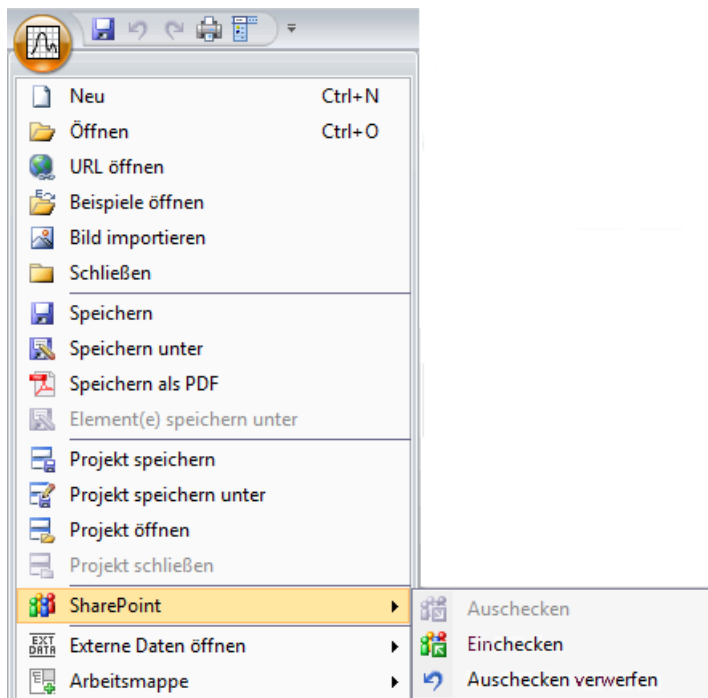 Neu Ctrl+N
Öffnen Ctrl+O
URL öffnen
Beispiele öffnen
Bild importieren
Schließen
Speichern
Speichern unter
Speichern als PDF
Element(e) speichern unter
Projekt speichern
Projekt speichern unter
Projekt öffnen
Projekt schließen
SharePoint
Auschecken
EXT DATA Externe Daten öffnen
Einchecken
Arbeitsmappe
Auschecken verwerfen